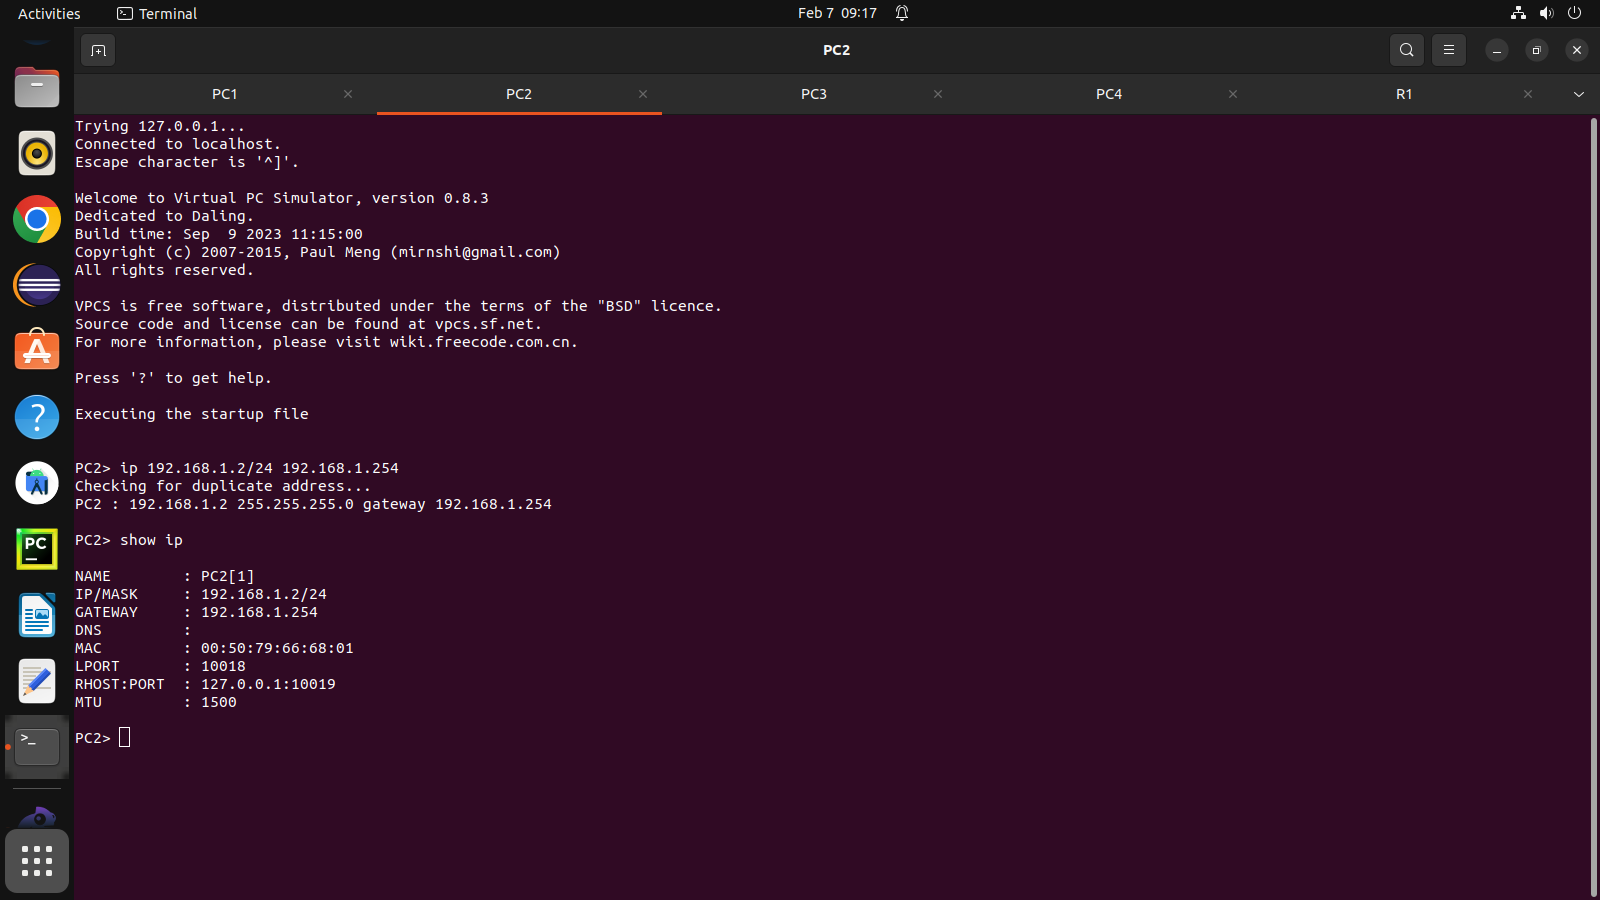 Activities
Terminal
Feb 7 09:17
PC2
PC1
PC2
PC3
PC4
R1
Trying 127.0.0.1...
Connected to localhost.
Escape character is '^]'.
Welcome to Virtual PC Simulator, version 0.8.3
Dedicated to Daling.
Build time: Sep  9 2023 11:15:00
Copyright (c) 2007-2015, Paul Meng (mirnshi@gmail.com)
All rights reserved.
VPCS is free software, distributed under the terms of the "BSD" licence.
Source code and license can be found at vpcs.sf.net.
For more information, please visit wiki.freecode.com.cn.
Press '?' to get help.
Executing the startup file
PC2> ip 192.168.1.2/24 192.168.1.254
Checking for duplicate address...
PC2 : 192.168.1.2 255.255.255.0 gateway 192.168.1.254
PC2> show ip
NAME        : PC2[1]
IP/MASK     : 192.168.1.2/24
GATEWAY     : 192.168.1.254
DNS         :
MAC         : 00:50:79:66:68:01
LPORT       : 10018
RHOST:PORT  : 127.0.0.1:10019
MTU         : 1500
PC2>
PC